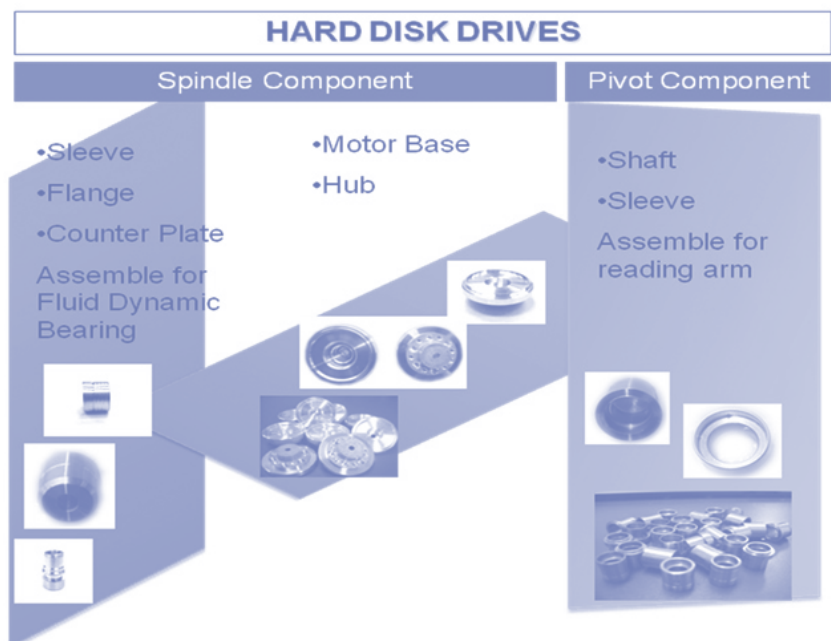 HARD DISK DRIVES
Spindle Component
Pivot Component
•Sleeve
•Flange
•Counter Plate
Assemble for
Fluid Dynamic
Bearing
•Motor Base
•Hub
•Shaft
•Sleeve
Assemble for
reading arm